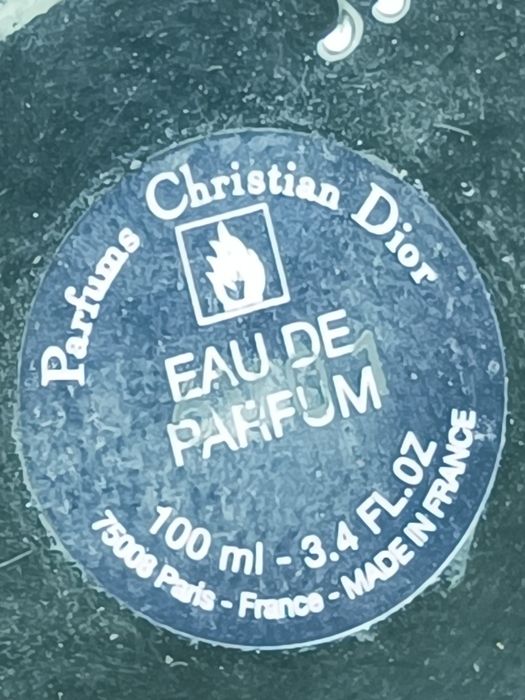 Parfums Christian Dior
EAU DE
PARFUM
100 ml - 3.4 FL.OZ
75008 Paris - France - MADE IN FRANCE